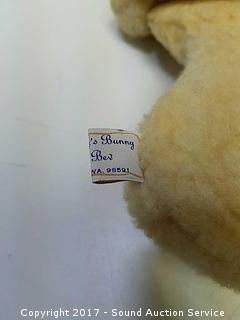 's Bunny
Bev
WA. 98591
Copyright 2017 - Sound Auction Service